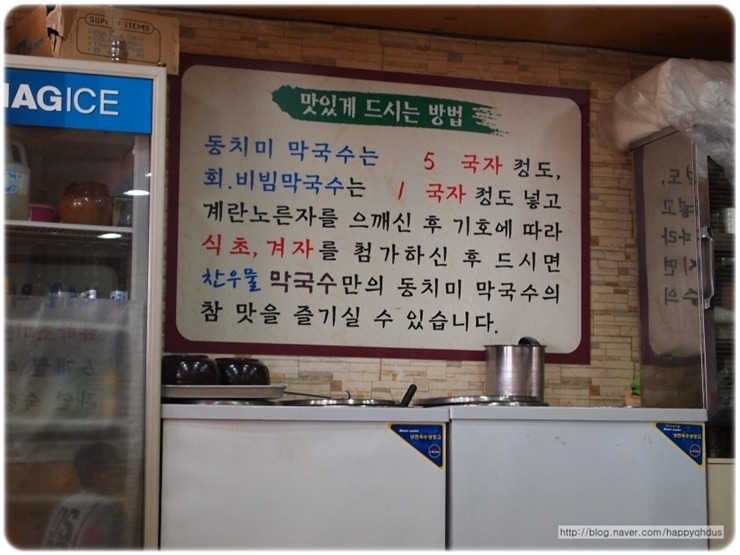 SUPPLY ITEMS
MAGICE
맛있게 드시는 방법
동치미 막국수는 5 국자 정도,
회.비빔막국수는 1 국자 정도 넣고
계란노른자를 으깨신 후 기호에 따라
식초, 겨자를 첨가하신 후 드시면
찬우물 막국수만의 동치미 막국수의
참 맛을 즐기실 수 있습니다.
http://blog.naver.com/happyqhdus